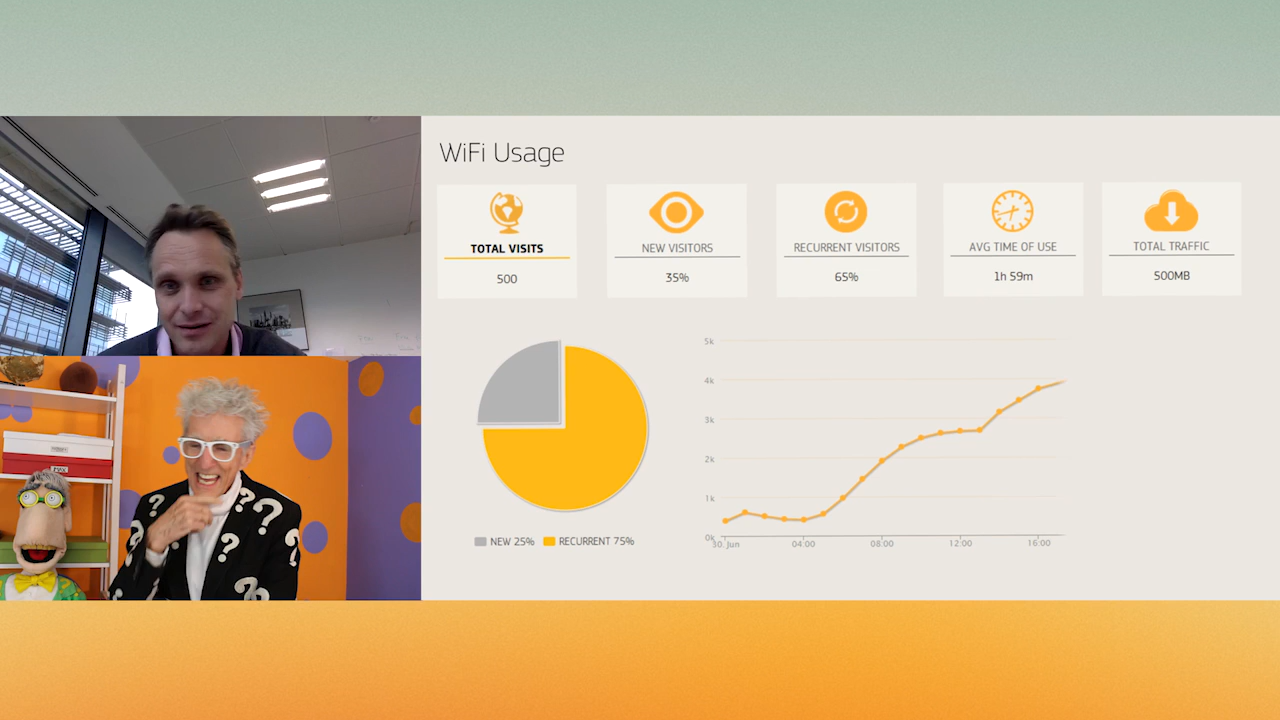 WiFi Usage
TOTAL VISITS
500
NEW VISITORS
35%
RECURRENT VISITORS
65%
AVG TIME OF USE
1h 59m
TOTAL TRAFFIC
500MB
NEW 25% RECURRENT 75%
5k
4k
3k
2k
1k
0k
30. Jun 04:00 08:00 12:00 16:00